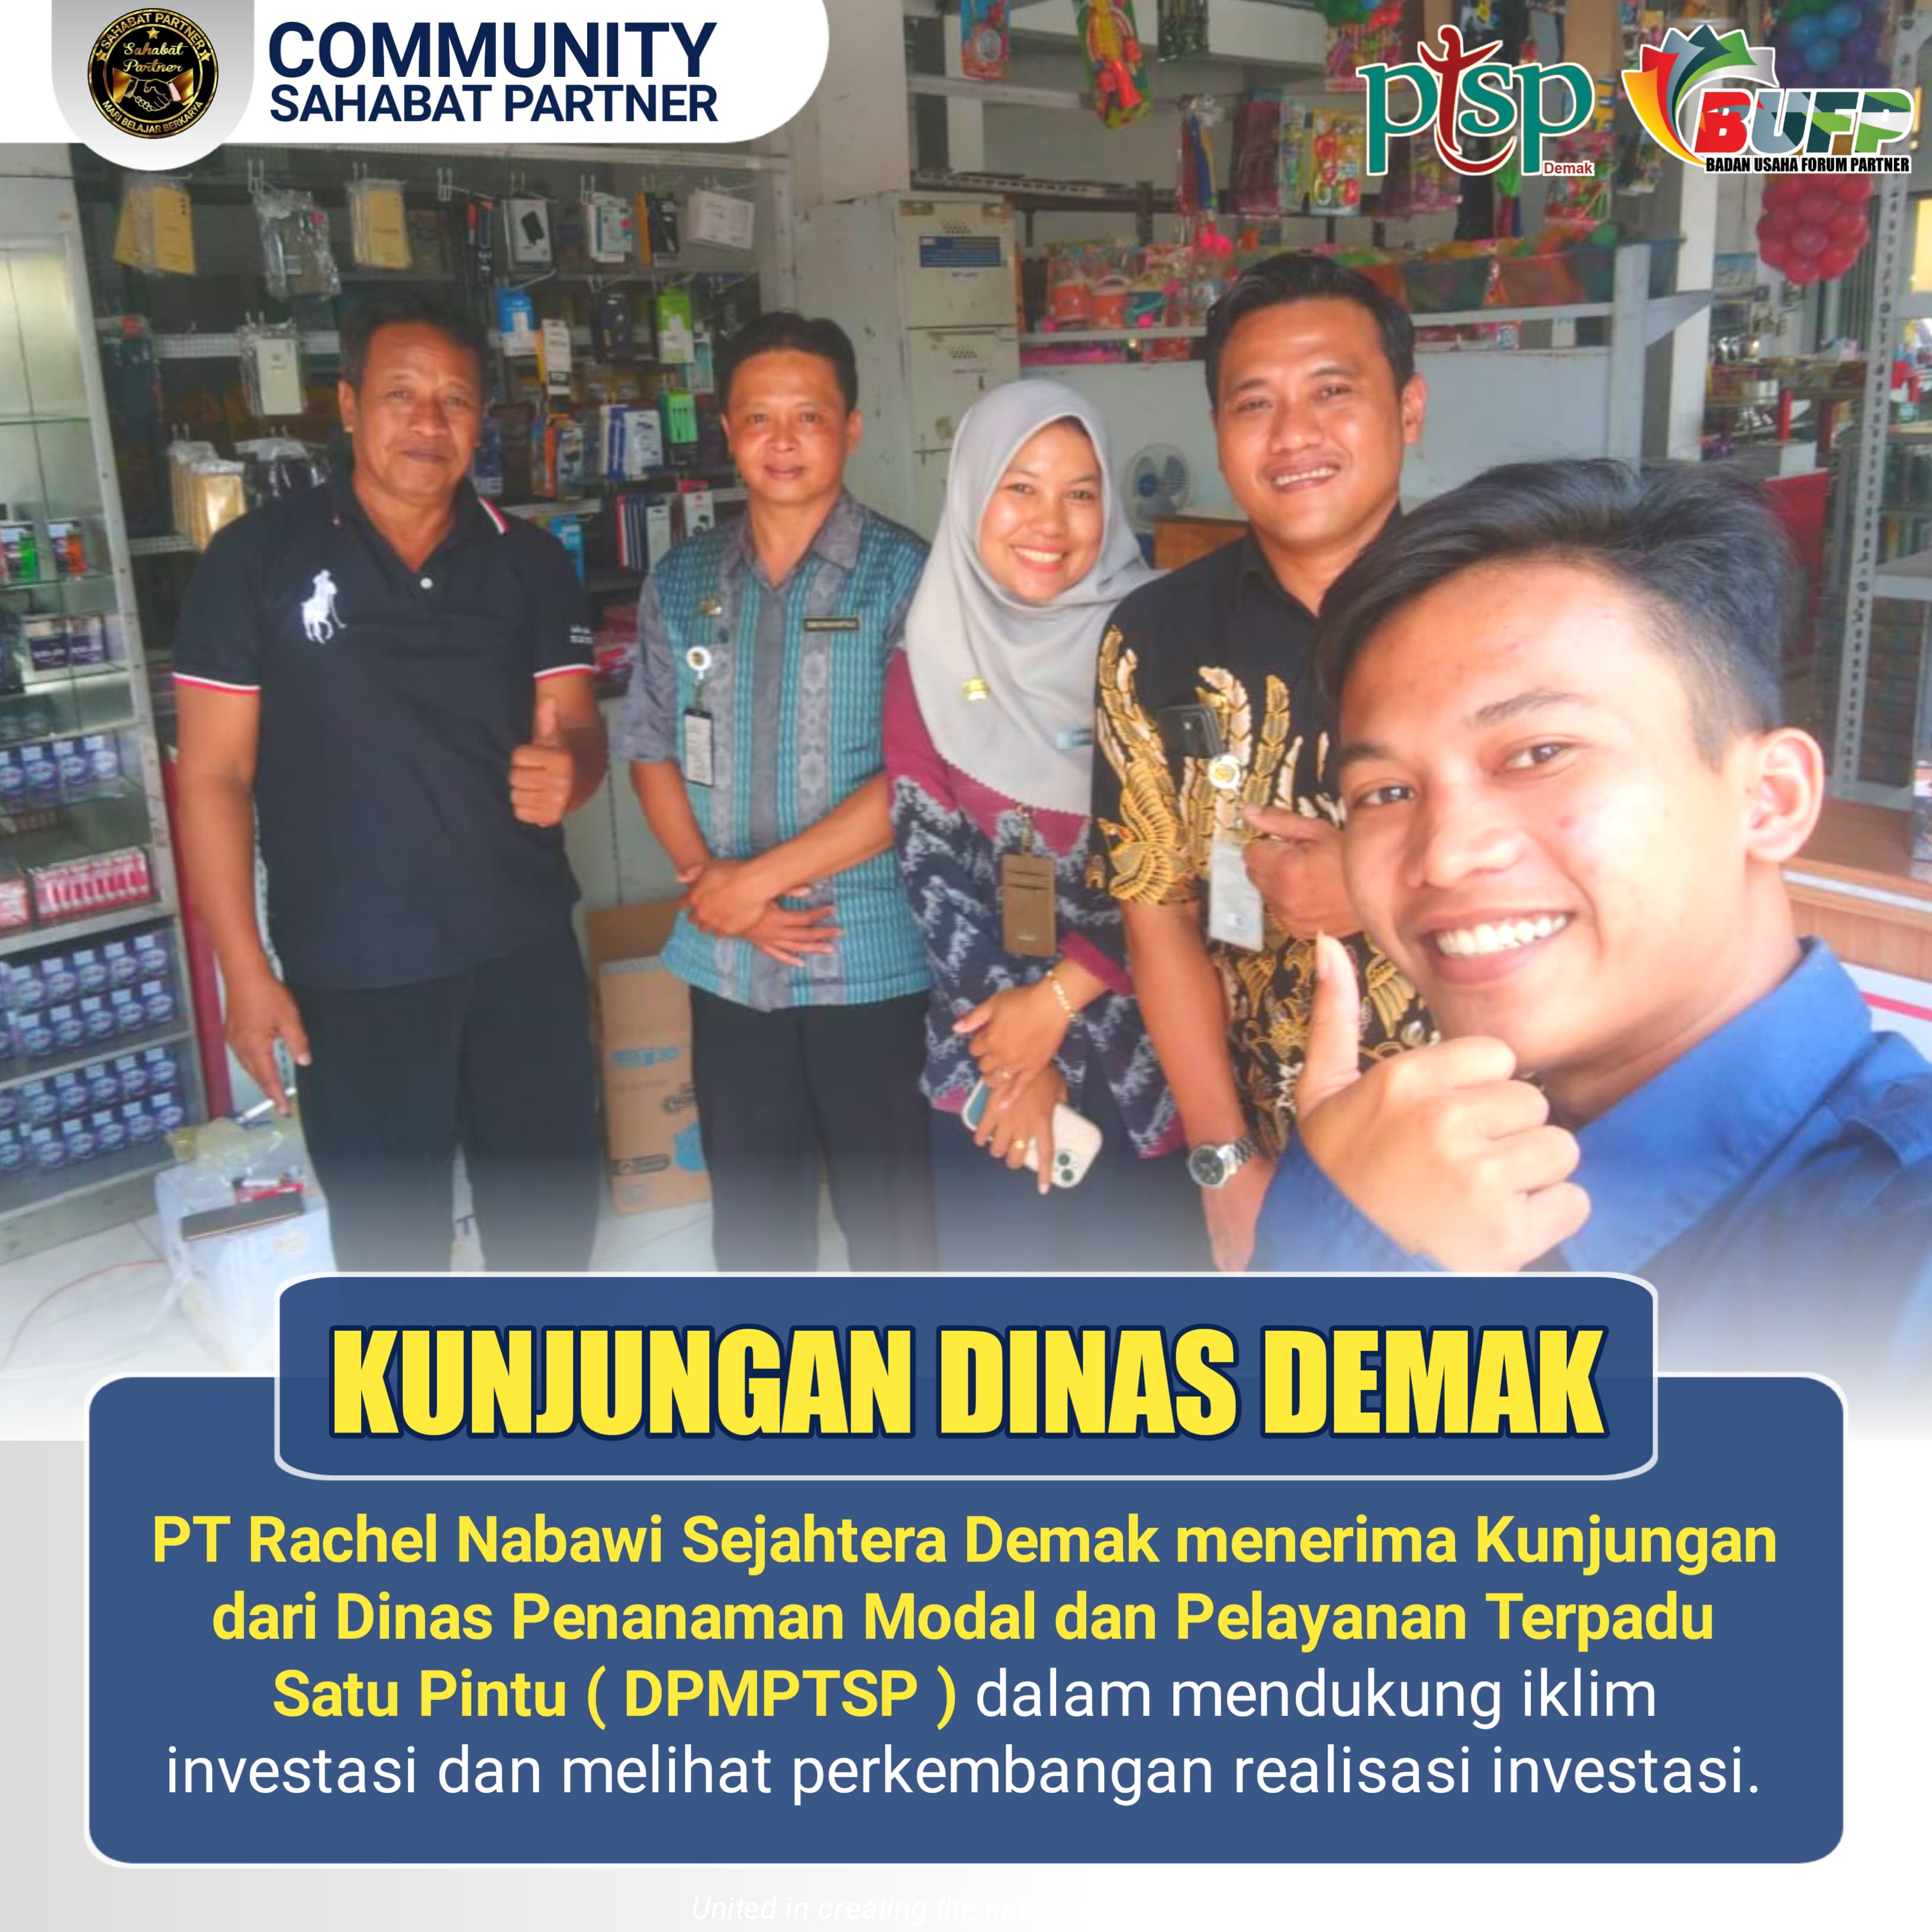 SAHABAT PARTNER
Sahabat
Partner
MARI BELAJAR BERKARYA
COMMUNITY
SAHABAT PARTNER
ptsp
Demak
BUFP
BADAN USAHA FORUM PARTNER
KUNJUNGAN DINAS DEMAK
PT Rachel Nabawi Sejahtera Demak menerima Kunjungan
dari Dinas Penanaman Modal dan Pelayanan Terpadu
Satu Pintu ( DPMPTSP ) dalam mendukung iklim
investasi dan melihat perkembangan realisasi investasi.
United in creating the